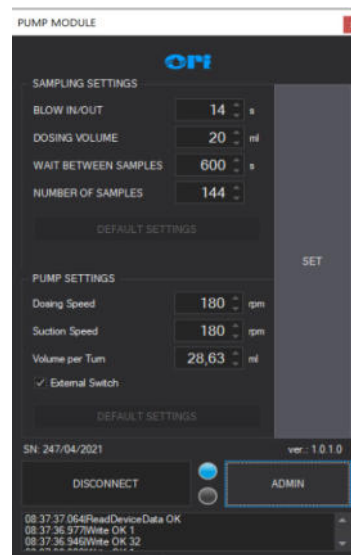 PUMP MODULE
ori
SAMPLING SETTINGS
BLOW IN/OUT 14 s
DOSING VOLUME 20 ml
WAIT BETWEEN SAMPLES 600 s
NUMBER OF SAMPLES 144
DEFAULT SETTINGS
SET
PUMP SETTINGS
Dosing Speed 180 rpm
Suction Speed 180 rpm
Volume per Turn 28,63 ml
External Switch
DEFAULT SETTINGS
SN: 247/04/2021 ver.: 1.0.1.0
DISCONNECT ADMIN
08:37:37.064|ReadDeviceData OK
08:37:36.977|Write OK 1
08:37:36.946|Write OK 32